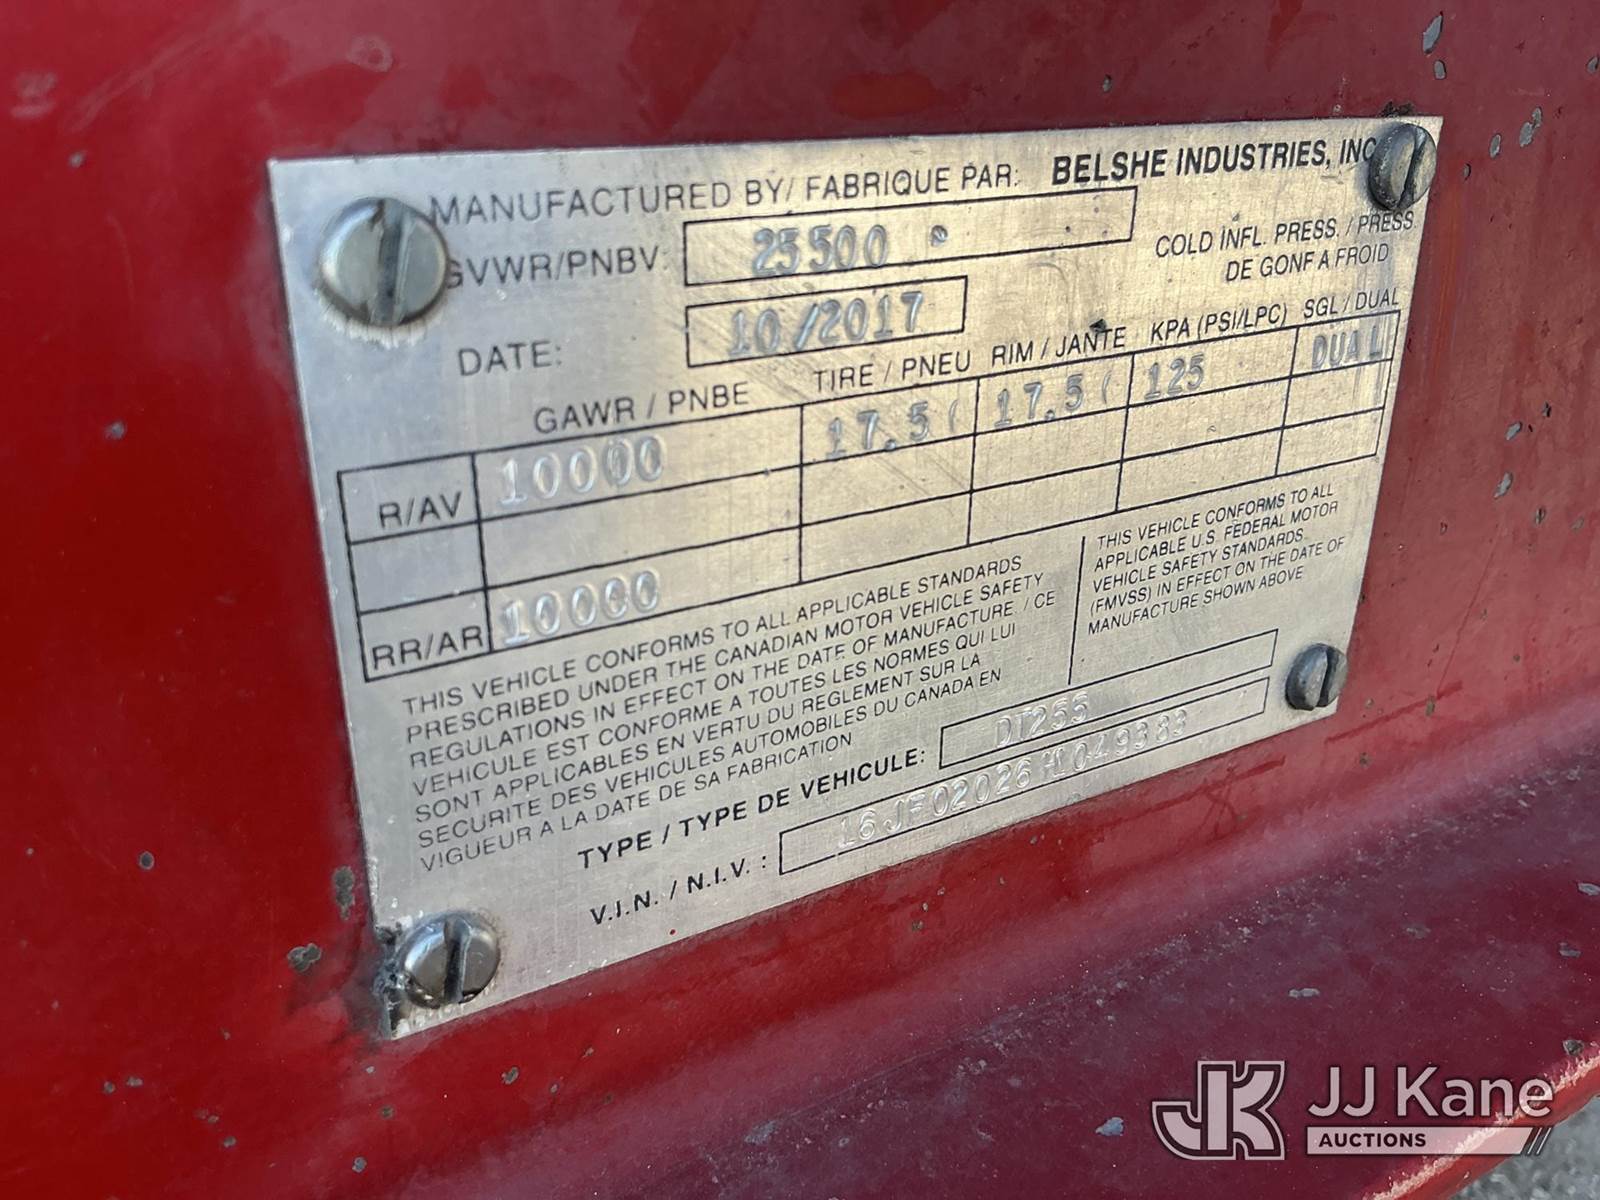 MANUFACTURED BY/ FABRIQUE PAR: BELSHE INDUSTRIES, INC
GVWR/PNBV: 25500
COLD INFL. PRESS. / PRESS.
DE GONF A FROID
DATE: 10/2017
GAWR / PNBE TIRE / PNEU RIM / JANTE KPA (PSI/LPC) SGL / DUAL
R/AV 10000 17.5( 17.5( 125 DUAL
RR/AR 10000
THIS VEHICLE CONFORMS TO ALL APPLICABLE STANDARDS
PRESCRIBED UNDER THE CANADIAN MOTOR VEHICLE SAFETY
REGULATIONS IN EFFECT ON THE DATE OF MANUFACTURE / CE
VEHICULE EST CONFORME A TOUTES LES NORMES QUI LUI
SONT APPLICABLES EN VERTU DU REGLEMENT SUR LA
SECURITE DES VEHICULES AUTOMOBILES DU CANADA EN
VIGUEUR A LA DATE DE SA FABRICATION
THIS VEHICLE CONFORMS TO ALL
APPLICABLE U.S. FEDERAL MOTOR
VEHICLE SAFETY STANDARDS
(FMVSS) IN EFFECT ON THE DATE OF
MANUFACTURE SHOWN ABOVE
TYPE / TYPE DE VEHICULE: DT255
V.I.N. / N.I.V. : 16JF02026H1049383
JK JJ Kane
AUCTIONS